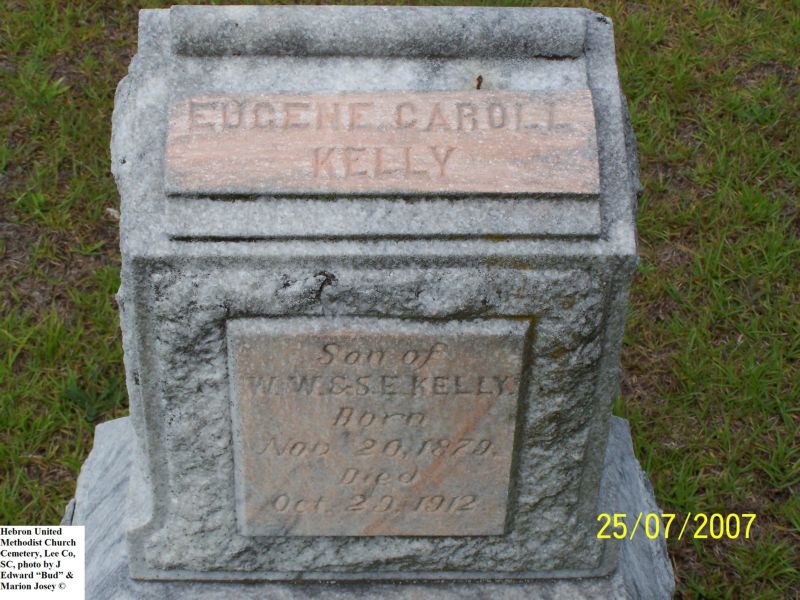 EUGENE CAROLL
KELLY
Son of
W. W. & S. E. KELLY.
Born
Nov 20, 1879.
Died
Oct. 29, 1912
25/07/2007
Hebron United
Methodist Church
Cemetery, Lee Co,
SC, photo by J
Edward “Bud” &
Marion Josey ©